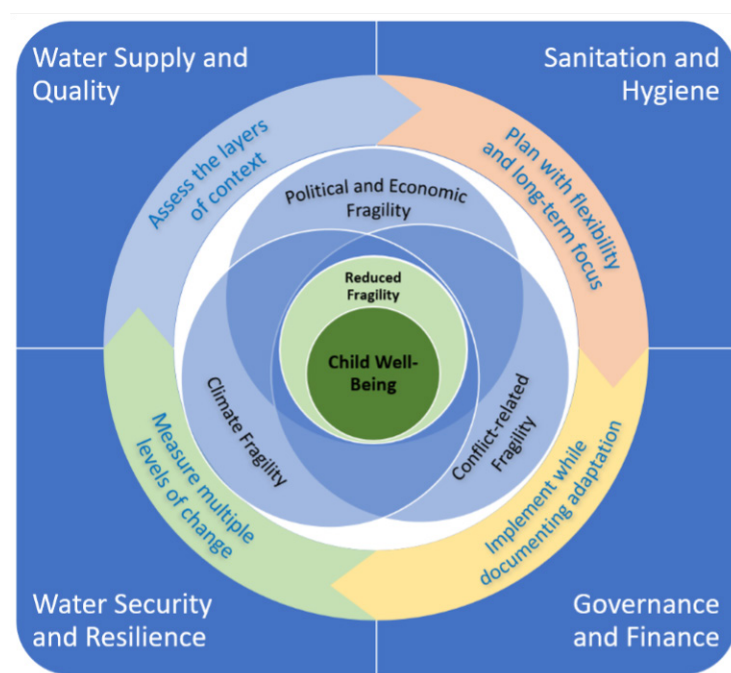 Water Supply and
Quality
Sanitation and
Hygiene
Assess the layers
of context
Plan with flexibility
and long-term focus
Political and Economic
Fragility
Reduced
Fragility
Child Well-
Being
Climate Fragility
Conflict-related
Fragility
Measure multiple
levels of change
Implement while
documenting adaptation
Water Security
and Resilience
Governance
and Finance